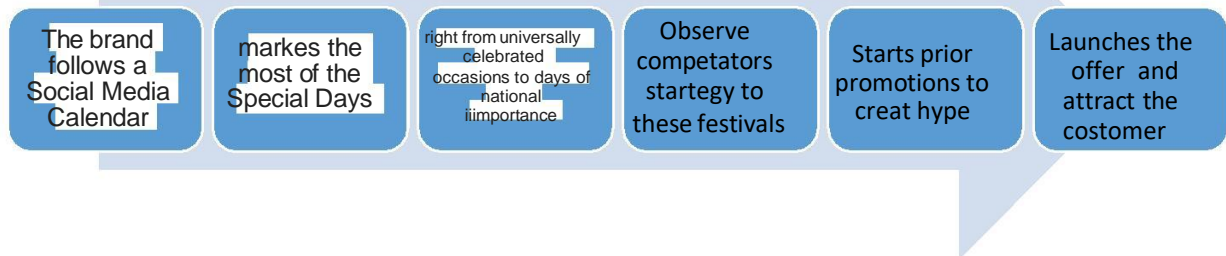 The brand
follows a
Social Media
Calendar
markes the
most of the
Special Days
right from universally
celebrated
occasions to days of
national
iiimportance
Observe
competators
startegy to
these festivals
Starts prior
promotions to
creat hype
Launches the
offer and
attract the
costomer